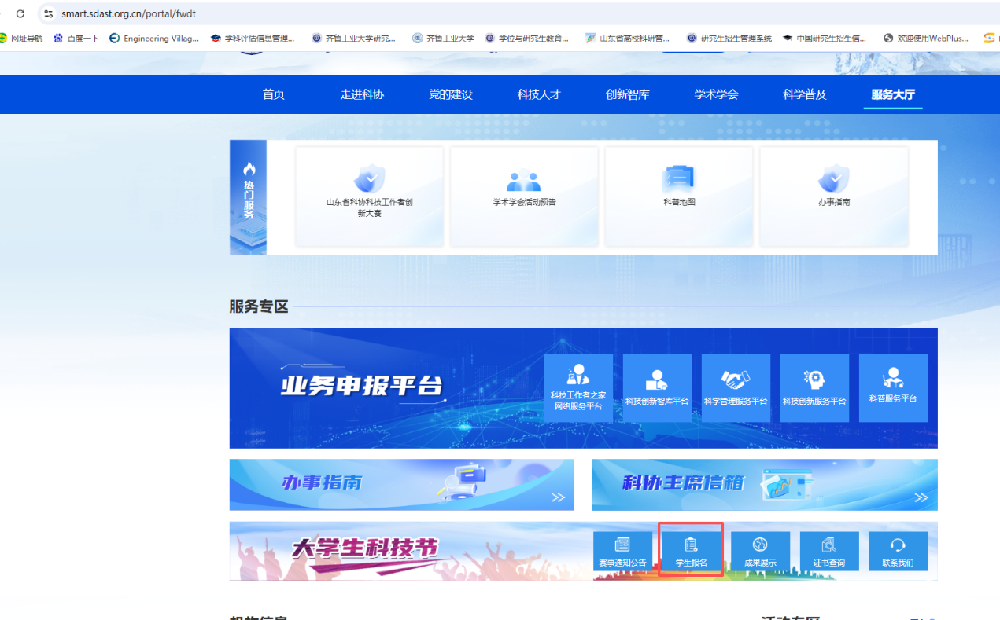 smart.sdast.org.cn/portal/fwdt
网址导航
百度一下
Engineering Villag...
学科评估信息管理...
齐鲁工业大学研究...
齐鲁工业大学
学位与研究生教育...
山东省高校科研管...
研究生招生管理系统
中国研究生招生信...
欢迎使用WebPlus...
首页
走进科协
党的建设
科技人才
创新智库
学术学会
科学普及
服务大厅
热门服务
山东省科协科技工作者创
新大赛
学术学会活动预告
科普地图
办事指南
服务专区
业务申报平台
科技工作者之家
网络服务平台
科技创新智库平台
科学管理服务平台
科技创新服务平台
科普服务平台
办事指南
科协主席信箱
大学生科技节
赛事通知公告
学生报名
成果展示
证书查询
联系我们